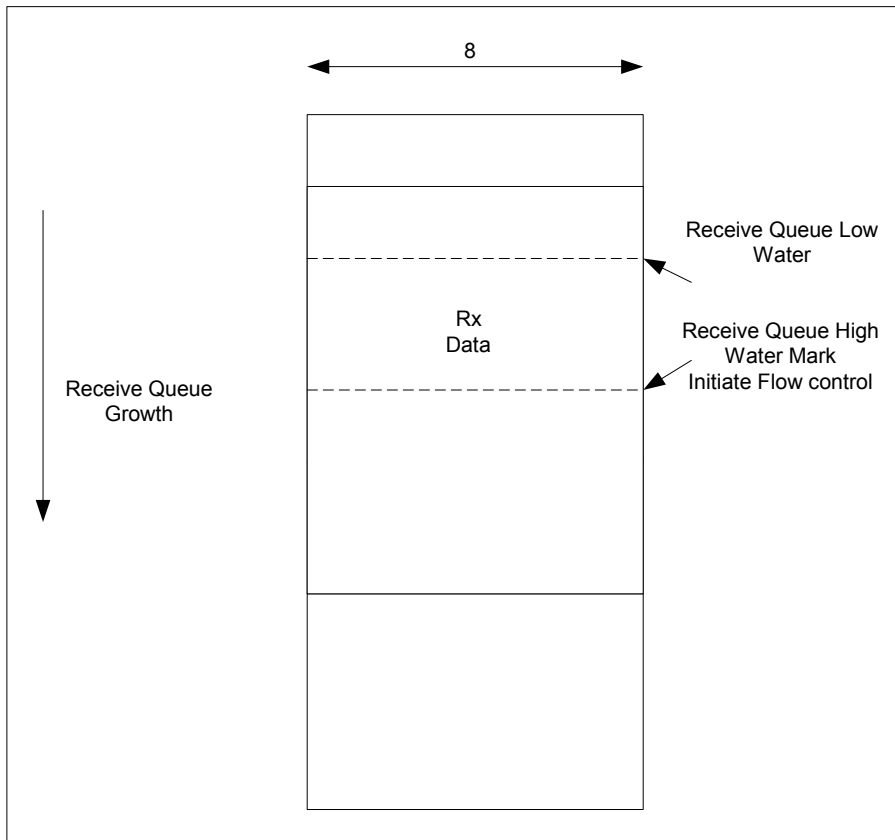 8
Receive Queue Low
Water
Rx
Data
Receive Queue High
Water Mark
Initiate Flow control
Receive Queue
Growth